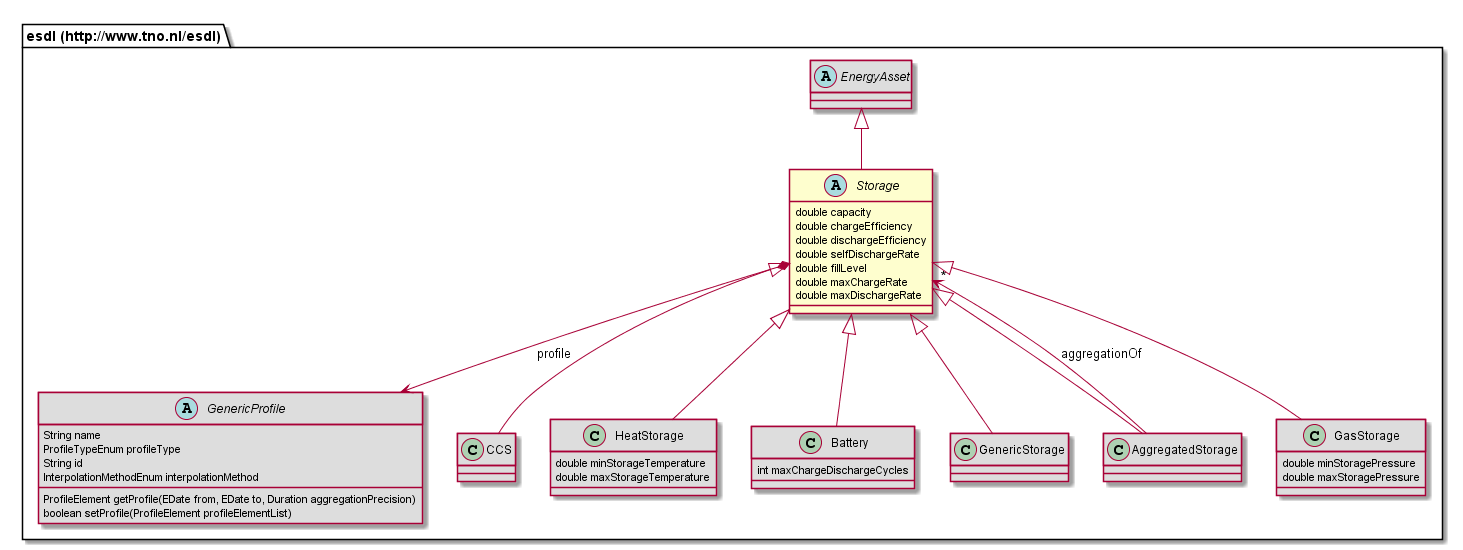 esdl (http://www.tno.nl/esdl)
A EnergyAsset
A Storage
double capacity
double chargeEfficiency
double dischargeEfficiency
double selfDischargeRate
double fillLevel
double maxChargeRate
double maxDischargeRate
*
profile
aggregationOf
A GenericProfile
String name
ProfileTypeEnum profileType
String id
InterpolationMethodEnum interpolationMethod
ProfileElement getProfile(EDate from, EDate to, Duration aggregationPrecision)
boolean setProfile(ProfileElement profileElementList)
C CCS
C HeatStorage
double minStorageTemperature
double maxStorageTemperature
C Battery
int maxChargeDischargeCycles
C GenericStorage
C AggregatedStorage
C GasStorage
double minStoragePressure
double maxStoragePressure